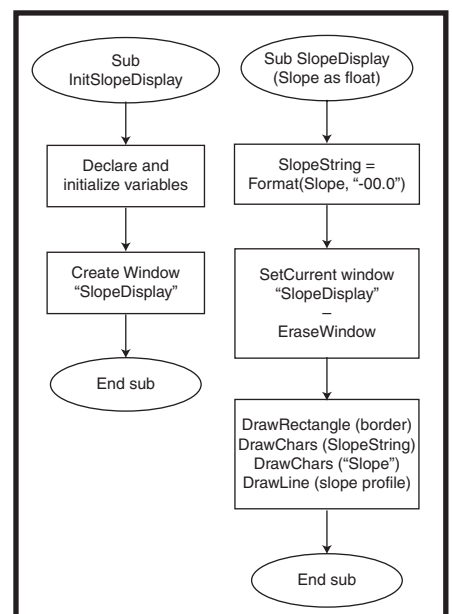 Sub
InitSlopeDisplay
Declare and
initialize variables
Create Window
“SlopeDisplay”
End sub
Sub SlopeDisplay
(Slope as float)
SlopeString =
Format(Slope, “-00.0”)
SetCurrent window
“SlopeDisplay”
–
EraseWindow
DrawRectangle (border)
DrawChars (SlopeString)
DrawChars (“Slope”)
DrawLine (slope profile)
End sub